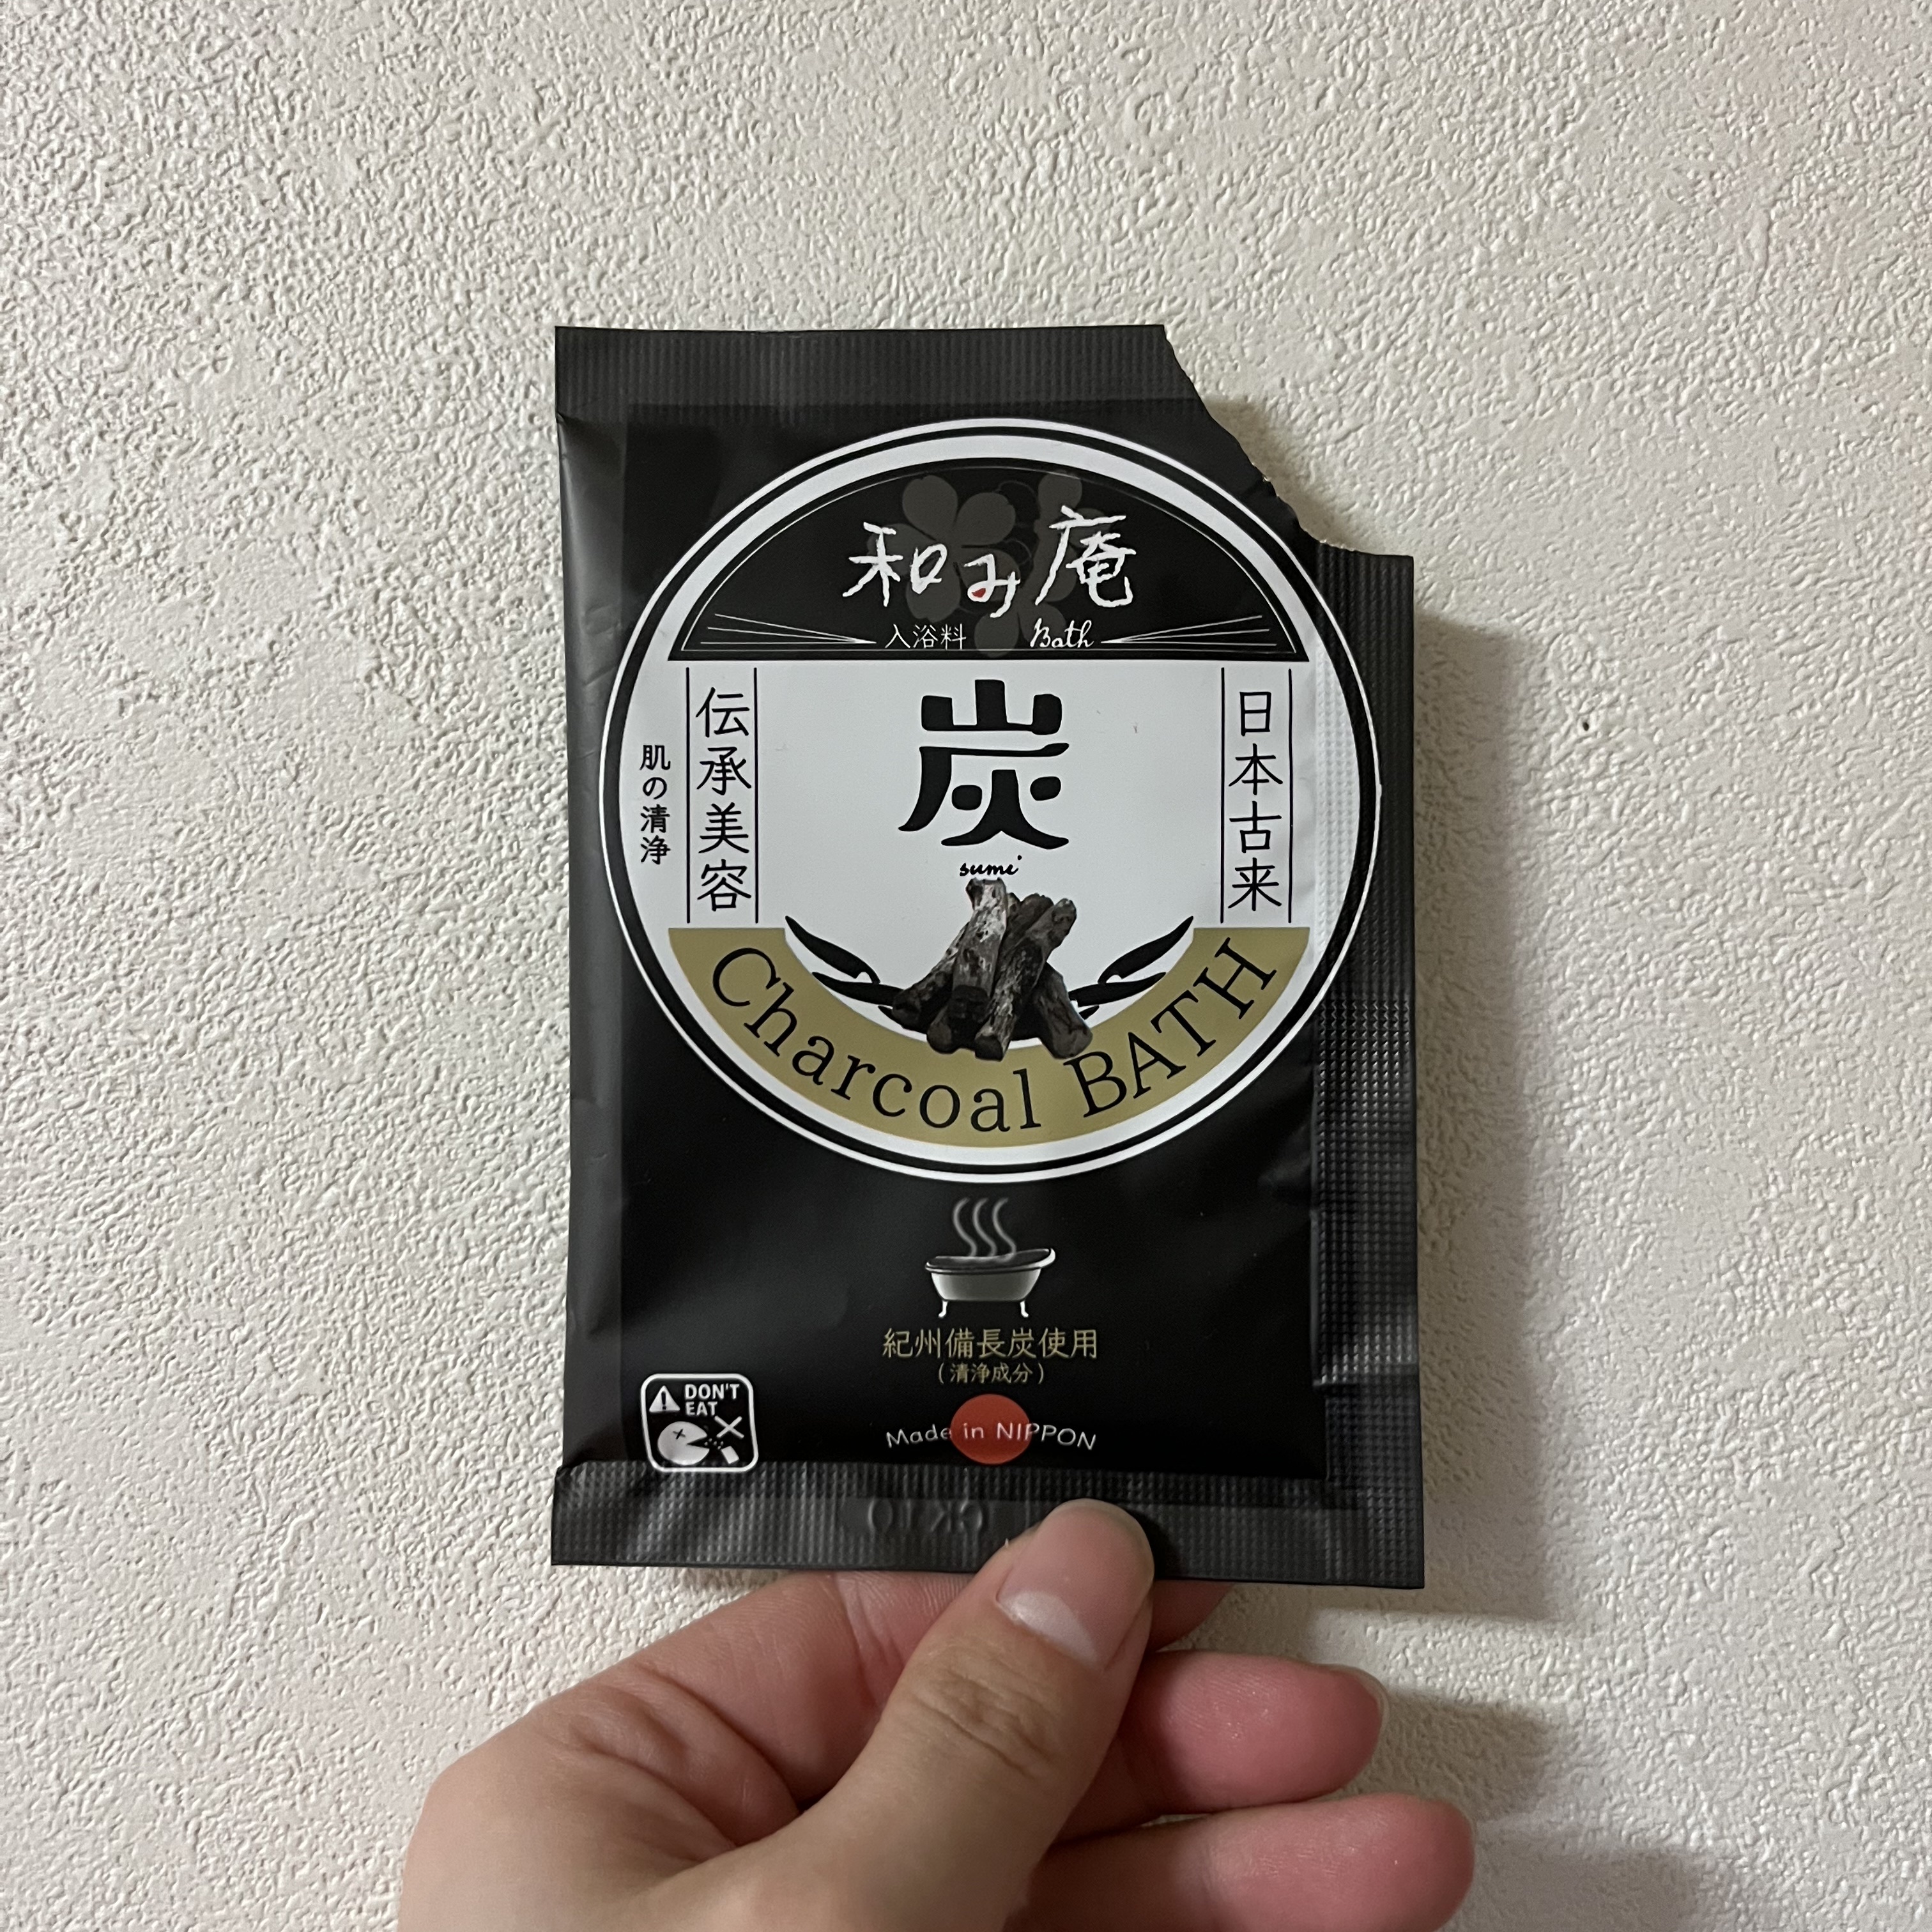 和み庵
入浴料 Bath
日本古来
炭
sumi
伝承美容
肌の清浄
Charcoal BATH
紀州備長炭使用
（清浄成分）
Made in NIPPON
DON'T
EAT